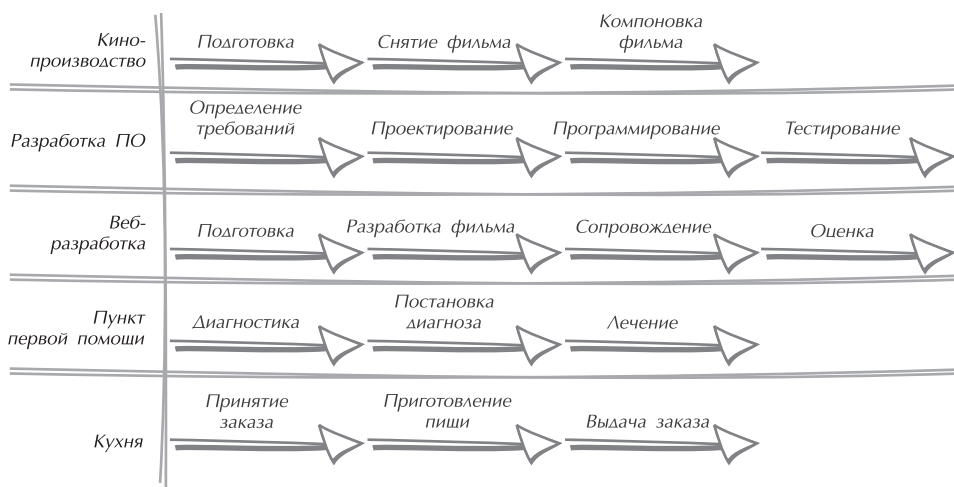 Кино-
производство
Подготовка
Снятие фильма
Компоновка
фильма
Разработка ПО
Определение
требований
Проектирование
Программирование
Тестирование
Веб-
разработка
Подготовка
Разработка фильма
Сопровождение
Оценка
Пункт
первой помощи
Диагностика
Постановка
диагноза
Лечение
Кухня
Принятие
заказа
Приготовление
пищи
Выдача заказа